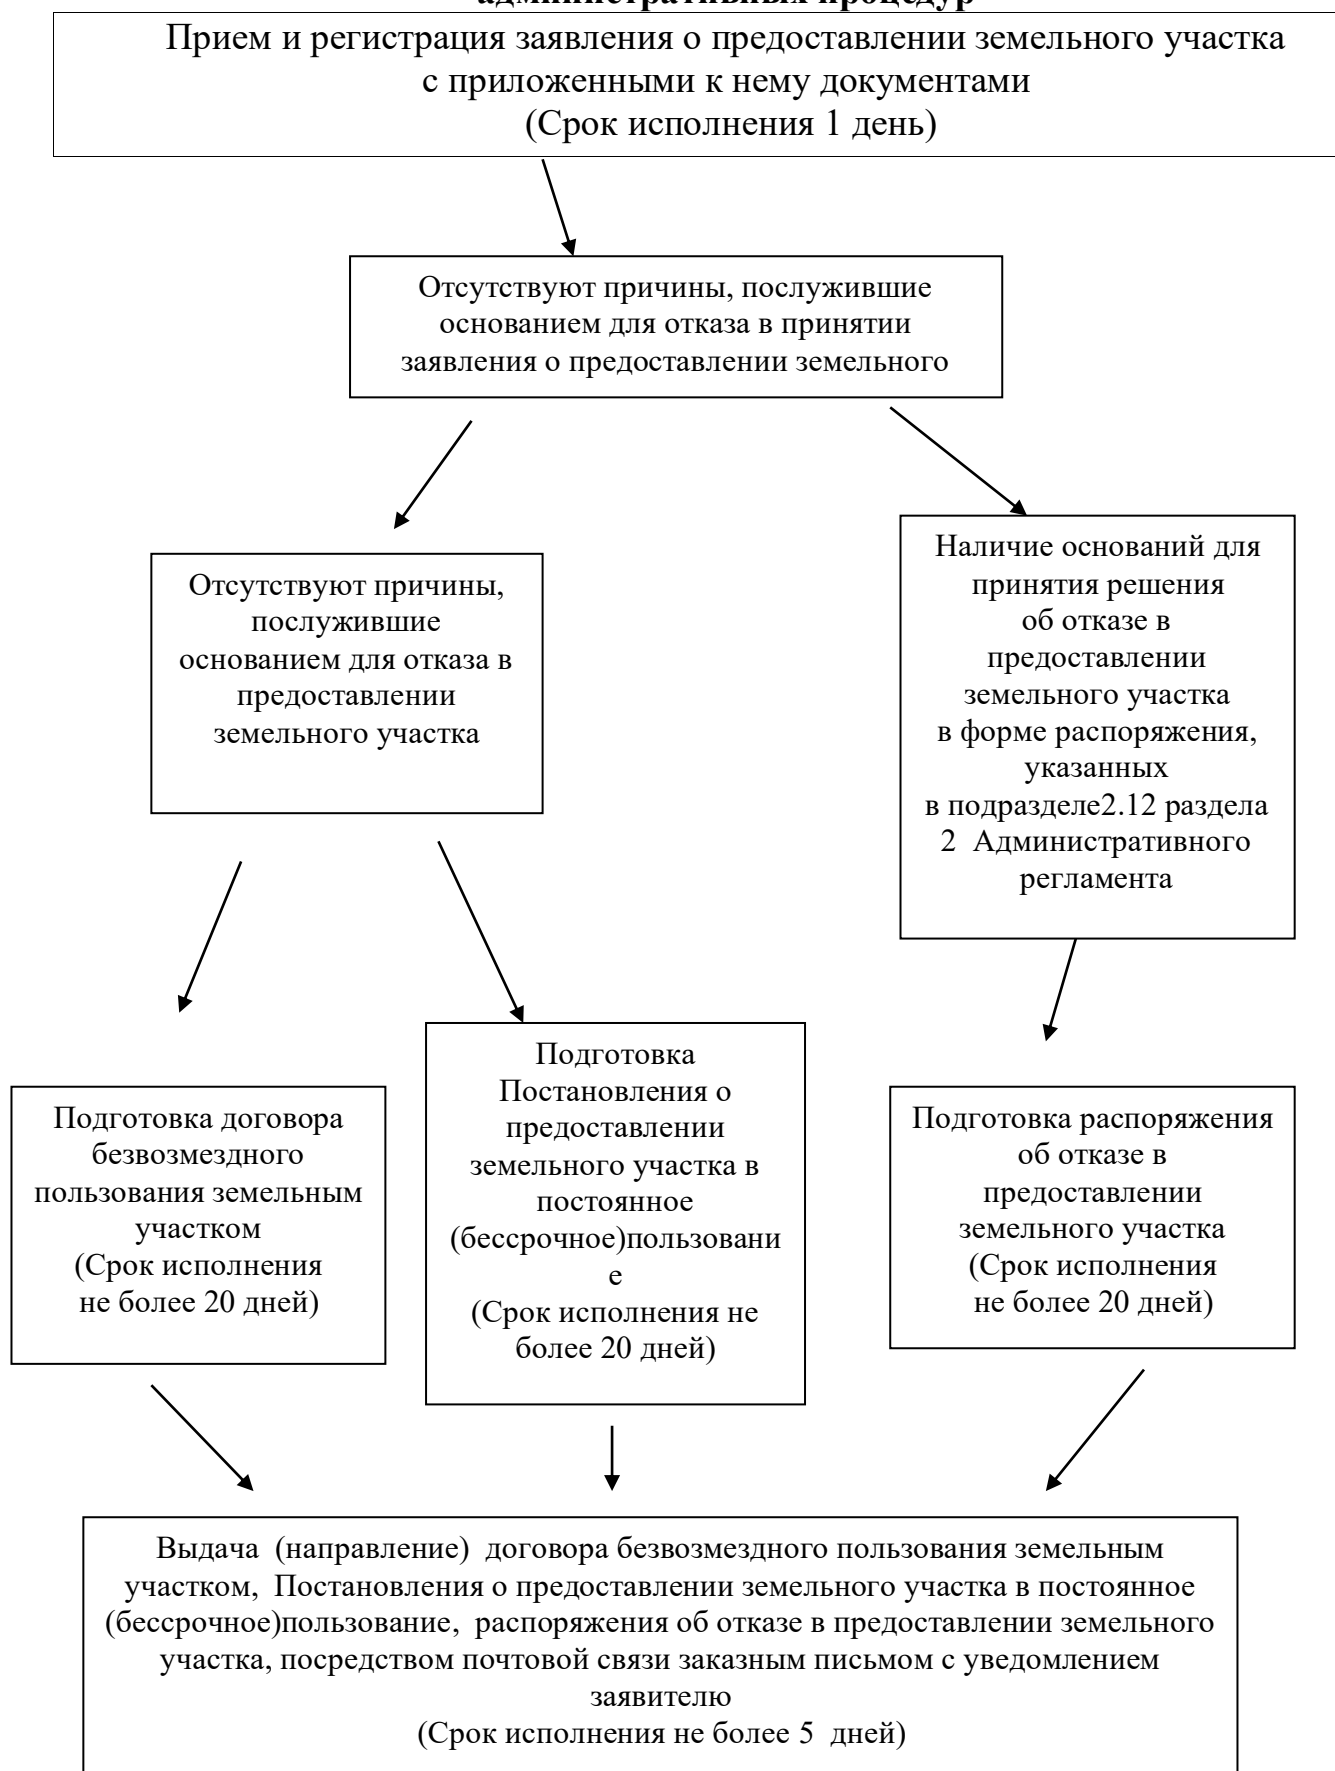 административных процедур
Прием и регистрация заявления о предоставлении земельного участка
с приложенными к нему документами
(Срок исполнения 1 день)
Отсутствуют причины, послужившие
основанием для отказа в принятии
заявления о предоставлении земельного
Отсутствуют причины,
послужившие
основанием для отказа в
предоставлении
земельного участка
Наличие оснований для
принятия решения
об отказе в
предоставлении
земельного участка
в форме распоряжения,
указанных
в подразделе2.12 раздела
2  Административного
регламента
Подготовка договора
безвозмездного
пользования земельным
участком
(Срок исполнения
не более 20 дней)
Подготовка
Постановления о
предоставлении
земельного участка в
постоянное
(бессрочное)пользовани
е
(Срок исполнения не
более 20 дней)
Подготовка распоряжения
об отказе в
предоставлении
земельного участка
(Срок исполнения
не более 20 дней)
Выдача  (направление)  договора безвозмездного пользования земельным
участком,  Постановления о предоставлении земельного участка в постоянное
(бессрочное)пользование,  распоряжения об отказе в предоставлении земельного
участка, посредством почтовой связи заказным письмом с уведомлением
заявителю
(Срок исполнения не более 5  дней)